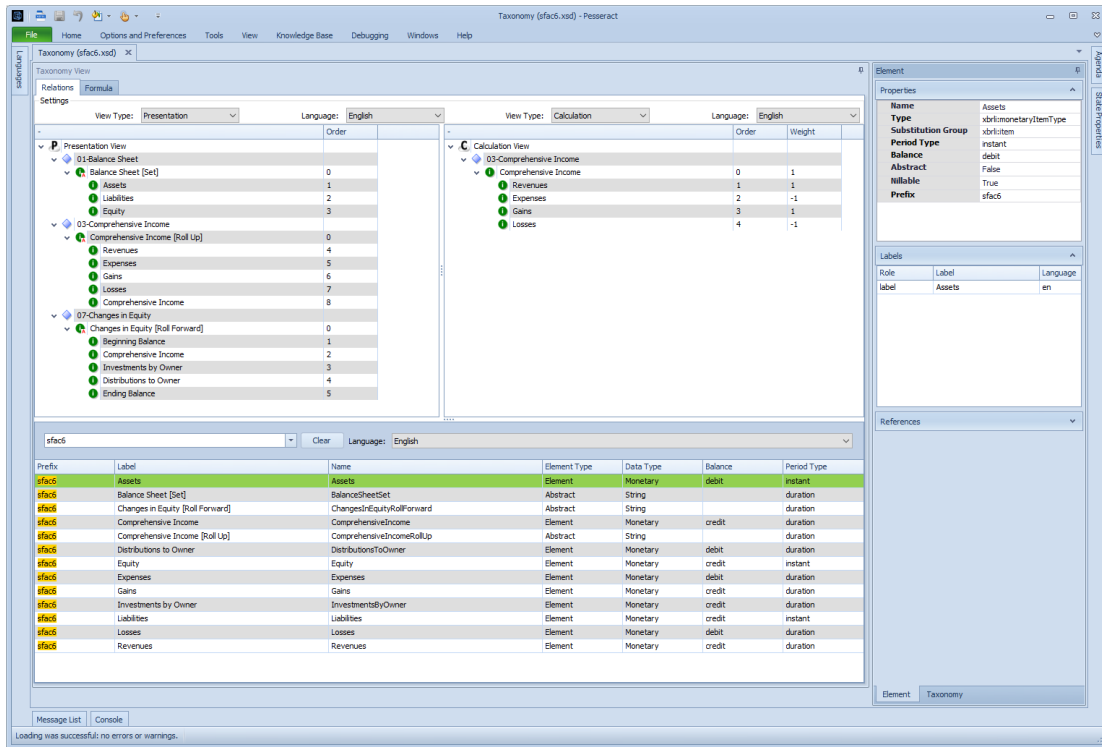 Taxonomy (sfac6.xsd) - Pesseract
File Home Options and Preferences Tools View Knowledge Base Debugging Windows Help
Languages
Taxonomy (sfac6.xsd)
Agenda
State Properties
Taxonomy View
Relations Formula
Settings
View Type: Presentation Language: English
- Order
P Presentation View
01-Balance Sheet
Balance Sheet [Set] 0
Assets 1
Liabilities 2
Equity 3
03-Comprehensive Income
Comprehensive Income [Roll Up] 0
Revenues 4
Expenses 5
Gains 6
Losses 7
Comprehensive Income 8
07-Changes in Equity
Changes in Equity [Roll Forward] 0
Beginning Balance 1
Comprehensive Income 2
Investments by Owner 3
Distributions to Owner 4
Ending Balance 5
View Type: Calculation Language: English
- Order Weight
C Calculation View
03-Comprehensive Income
Comprehensive Income 0 1
Revenues 1 1
Expenses 2 -1
Gains 3 1
Losses 4 -1
sfac6 Clear Language: English
Prefix Label Name Element Type Data Type Balance Period Type
sfac6 Assets Assets Element Monetary debit instant
sfac6 Balance Sheet [Set] BalanceSheetSet Abstract String duration
sfac6 Changes in Equity [Roll Forward] ChangesInEquityRollForward Abstract String duration
sfac6 Comprehensive Income ComprehensiveIncome Element Monetary credit duration
sfac6 Comprehensive Income [Roll Up] ComprehensiveIncomeRollUp Abstract String duration
sfac6 Distributions to Owner DistributionsToOwner Element Monetary debit duration
sfac6 Equity Equity Element Monetary credit instant
sfac6 Expenses Expenses Element Monetary debit duration
sfac6 Gains Gains Element Monetary credit duration
sfac6 Investments by Owner InvestmentsByOwner Element Monetary credit duration
sfac6 Liabilities Liabilities Element Monetary credit instant
sfac6 Losses Losses Element Monetary debit duration
sfac6 Revenues Revenues Element Monetary credit duration
Element
Properties
Name Assets
Type xbrli:monetaryItemType
Substitution Group xbrli:item
Period Type instant
Balance debit
Abstract False
Nillable True
Prefix sfac6
Labels
Role Label Language
label Assets en
References
Element Taxonomy
Message List Console
Loading was successful: no errors or warnings.